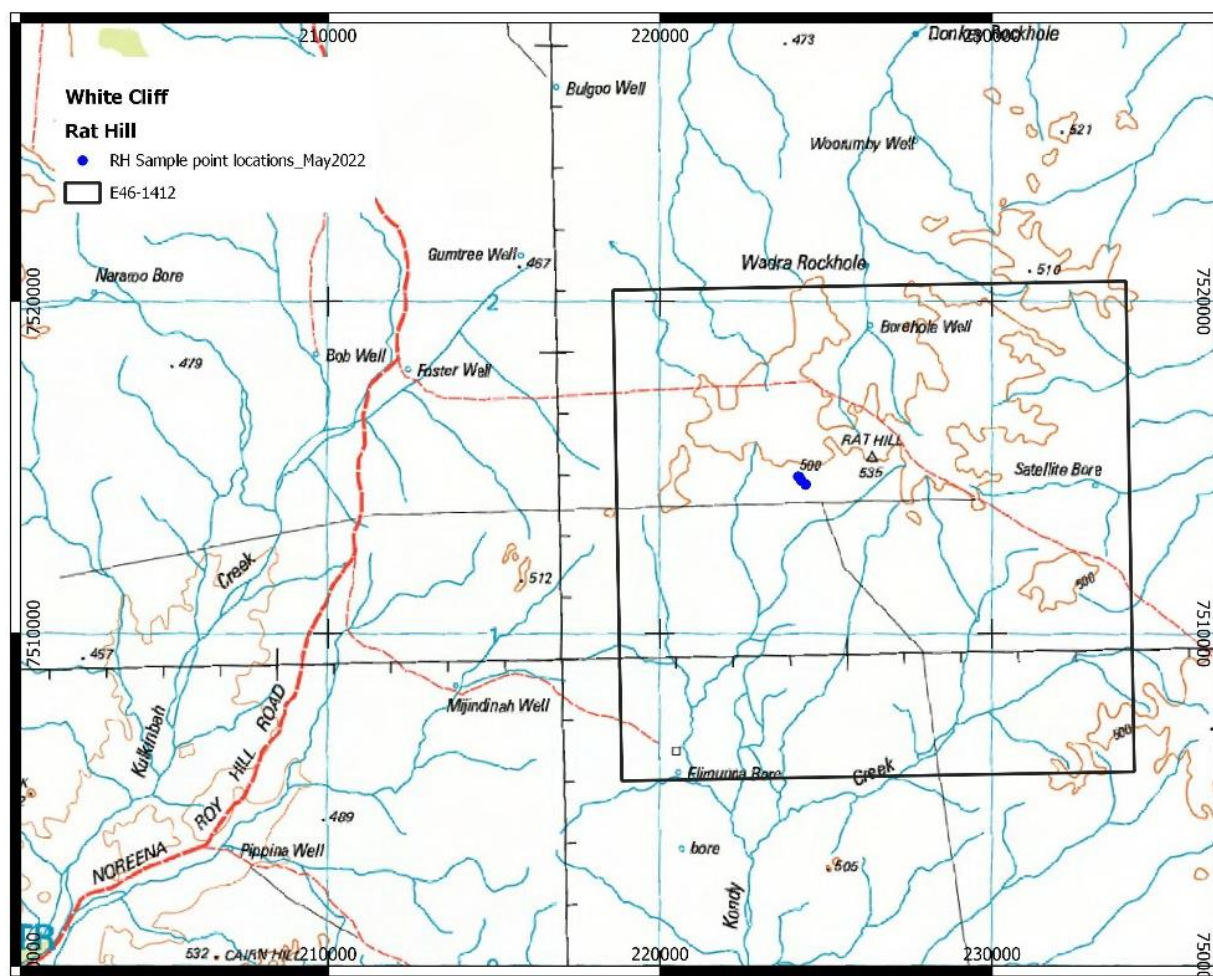 210000
220000
230000
Donkey Rockhole
473
White Cliff
Rat Hill
RH Sample point locations_May2022
E46-1412
Bulgoo Well
521
Woorumby Well
Gumtree Well
467
Wadra Rockhole
510
Nararoo Bore
7520000
2
7520000
Borehole Well
Bob Well
479
Foster Well
RAT HILL
500
535
Satellite Bore
Creek
512
500
7510000
1
7510000
457
Mijindinah Well
Kulkinbah
NOREENA ROY HILL ROAD
500
Elimunna Bore
Creek
489
Pippina Well
bore
505
Kondy
532 CAIRN HILL
210000
220000
230000